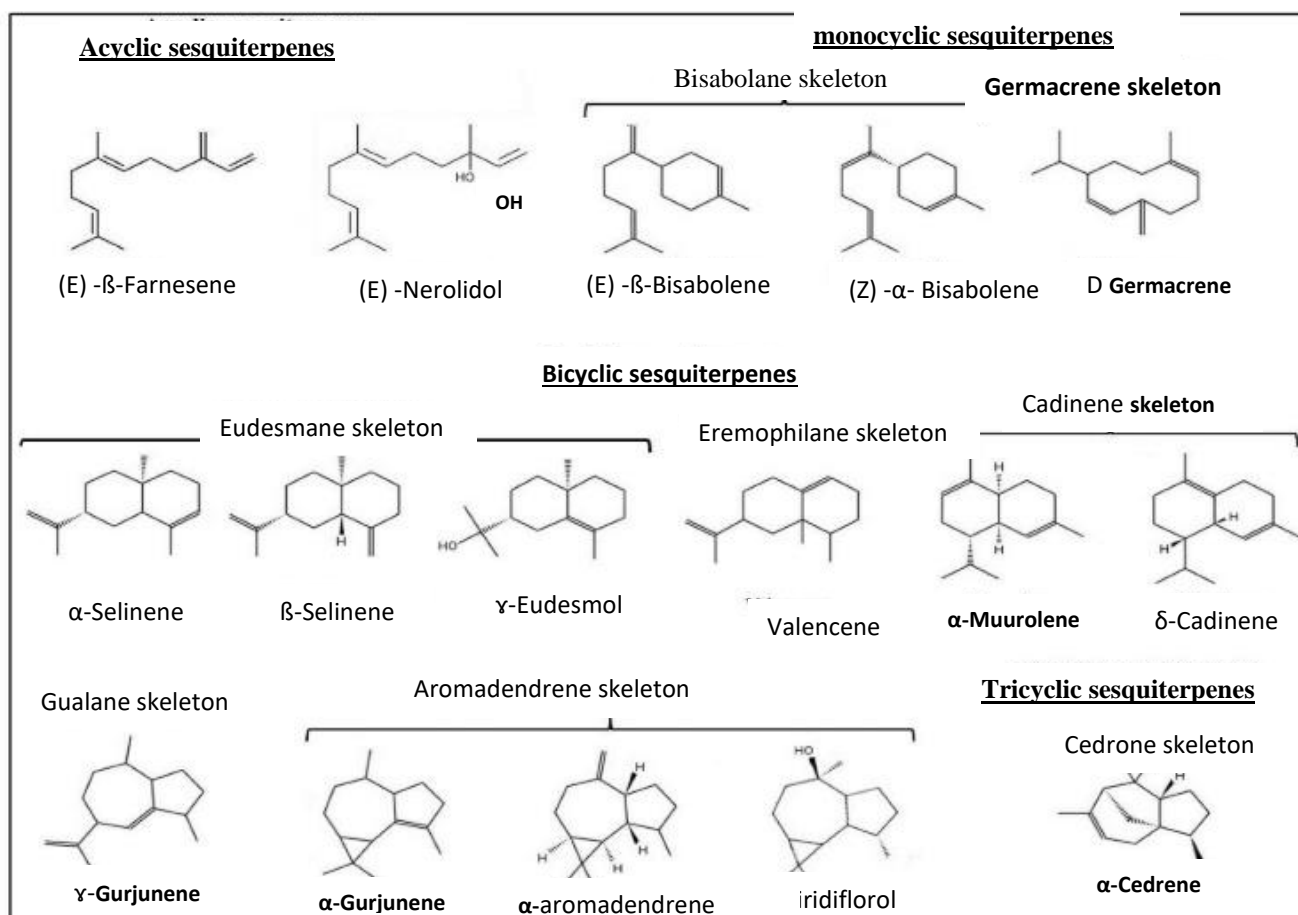 Acyclic sesquiterpenes
monocyclic sesquiterpenes
Bisabolane skeleton
Germacrene skeleton
HO
OH
(E) -ß-Farnesene
(E) -Nerolidol
(E) -ß-Bisabolene
(Z) -α- Bisabolene
D Germacrene
Bicyclic sesquiterpenes
Eudesmane skeleton
Eremophilane skeleton
Cadinene skeleton
H
HO
H
H
H
H
α-Selinene
ß-Selinene
ɤ-Eudesmol
Valencene
α-Muurolene
δ-Cadinene
Gualane skeleton
Aromadendrene skeleton
Tricyclic sesquiterpenes
Cedrone skeleton
H
H
H
H
HO
H
ɤ-Gurjunene
α-Gurjunene
α-aromadendrene
iridiflorol
α-Cedrene